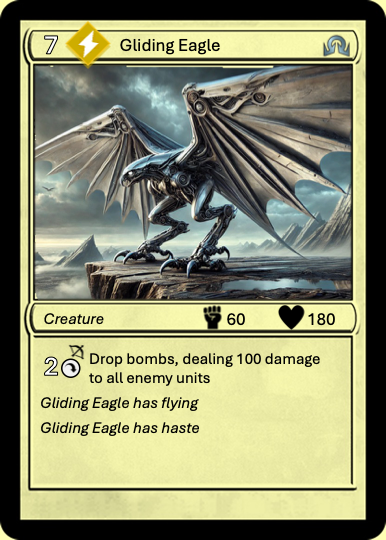 7 Gliding Eagle
Creature 60 180
2 Drop bombs, dealing 100 damage
to all enemy units
Gliding Eagle has flying
Gliding Eagle has haste